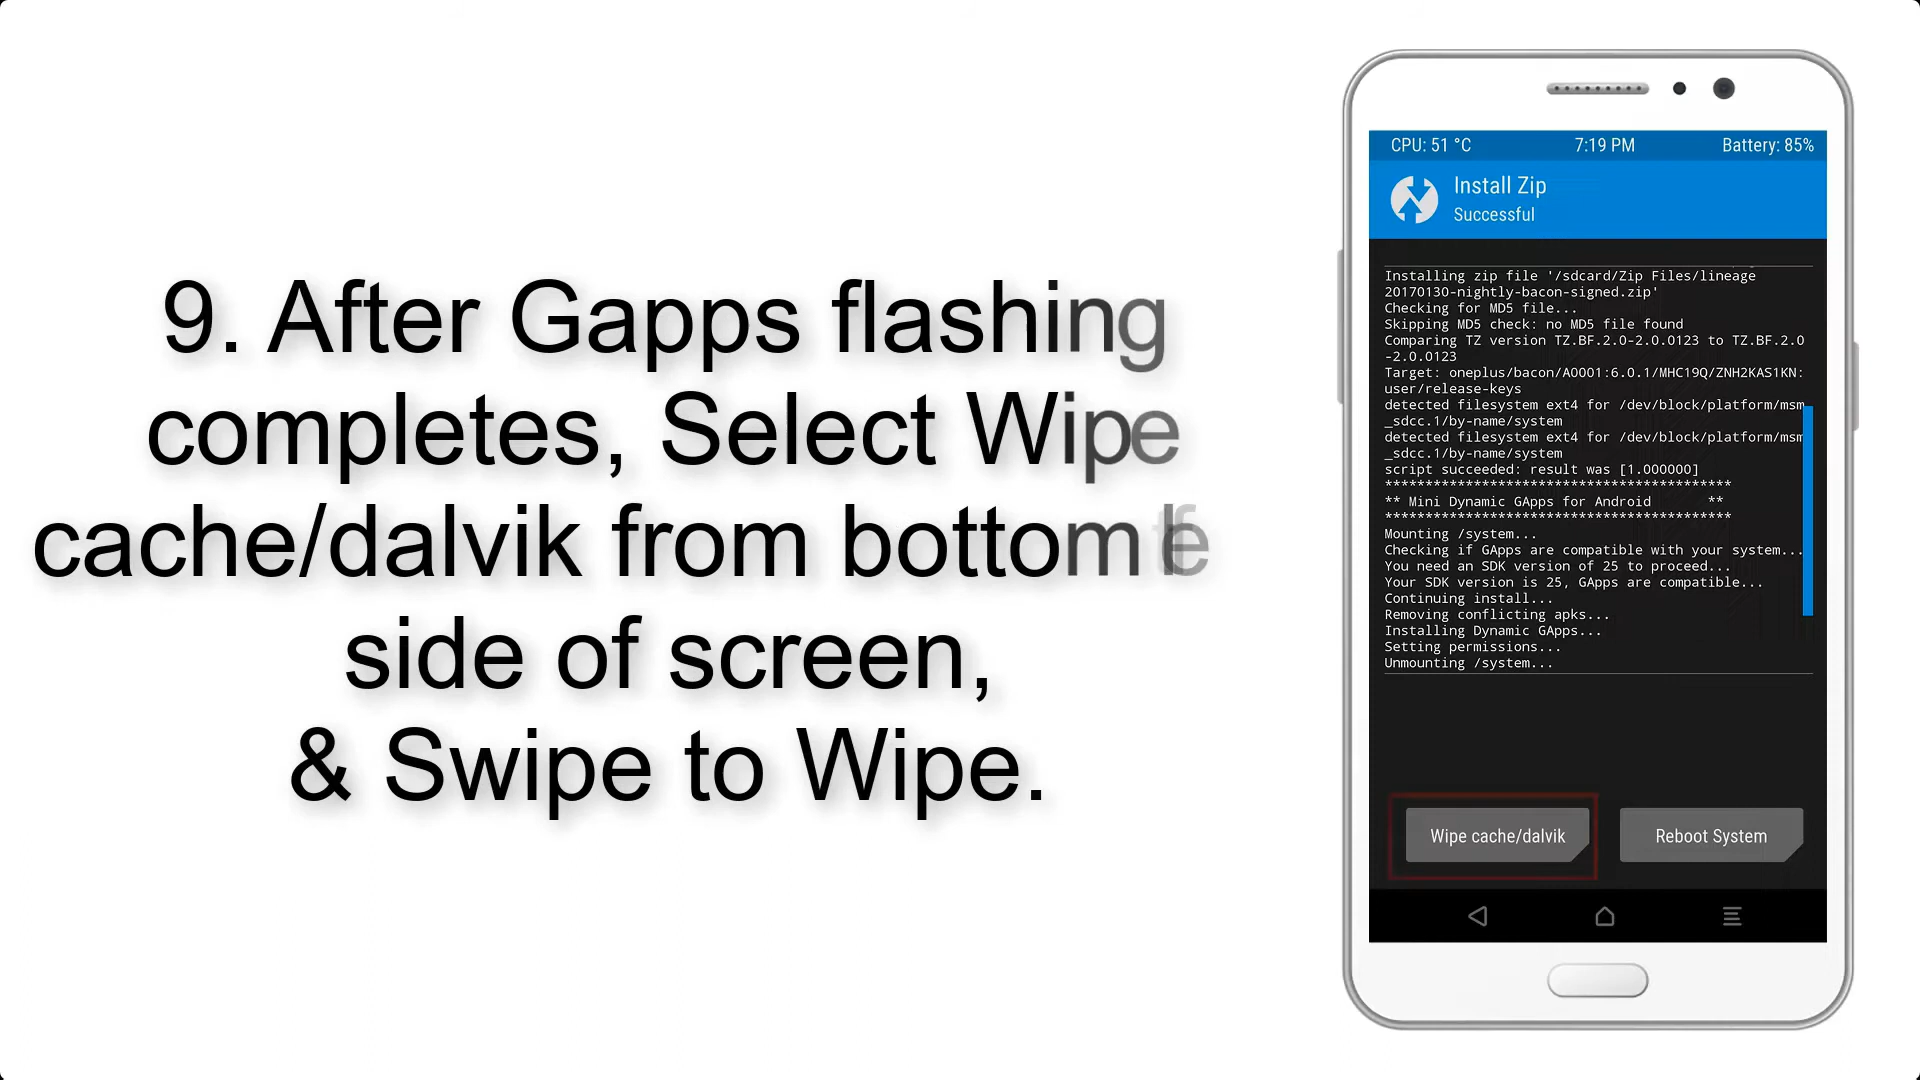 9. After Gapps flashing
completes, Select Wipe
cache/dalvik from bottom
side of screen,
& Swipe to Wipe.
CPU: 51 °C 7:19 PM Battery: 85%
Install Zip
Successful
Installing zip file '/sdcard/Zip Files/lineage
20170130-nightly-bacon-signed.zip'
Checking for MD5 file...
Skipping MD5 check: no MD5 file found
Comparing TZ version TZ.BF.2.0-2.0.0123 to TZ.BF.2.0
-2.0.0123
Target: oneplus/bacon/A0001:6.0.1/MHC19Q/ZNH2KAS1KN:
user/release-keys
detected filesystem ext4 for /dev/block/platform/msm
_sdcc.1/by-name/system
detected filesystem ext4 for /dev/block/platform/msm
_sdcc.1/by-name/system
script succeeded: result was [1.000000]
*******************************************
** Mini Dynamic GApps for Android **
*******************************************
Mounting /system...
Checking if GApps are compatible with your system...
You need an SDK version of 25 to proceed...
Your SDK version is 25, GApps are compatible...
Continuing install...
Removing conflicting apks...
Installing Dynamic GApps...
Setting permissions...
Unmounting /system...
Wipe cache/dalvik Reboot System